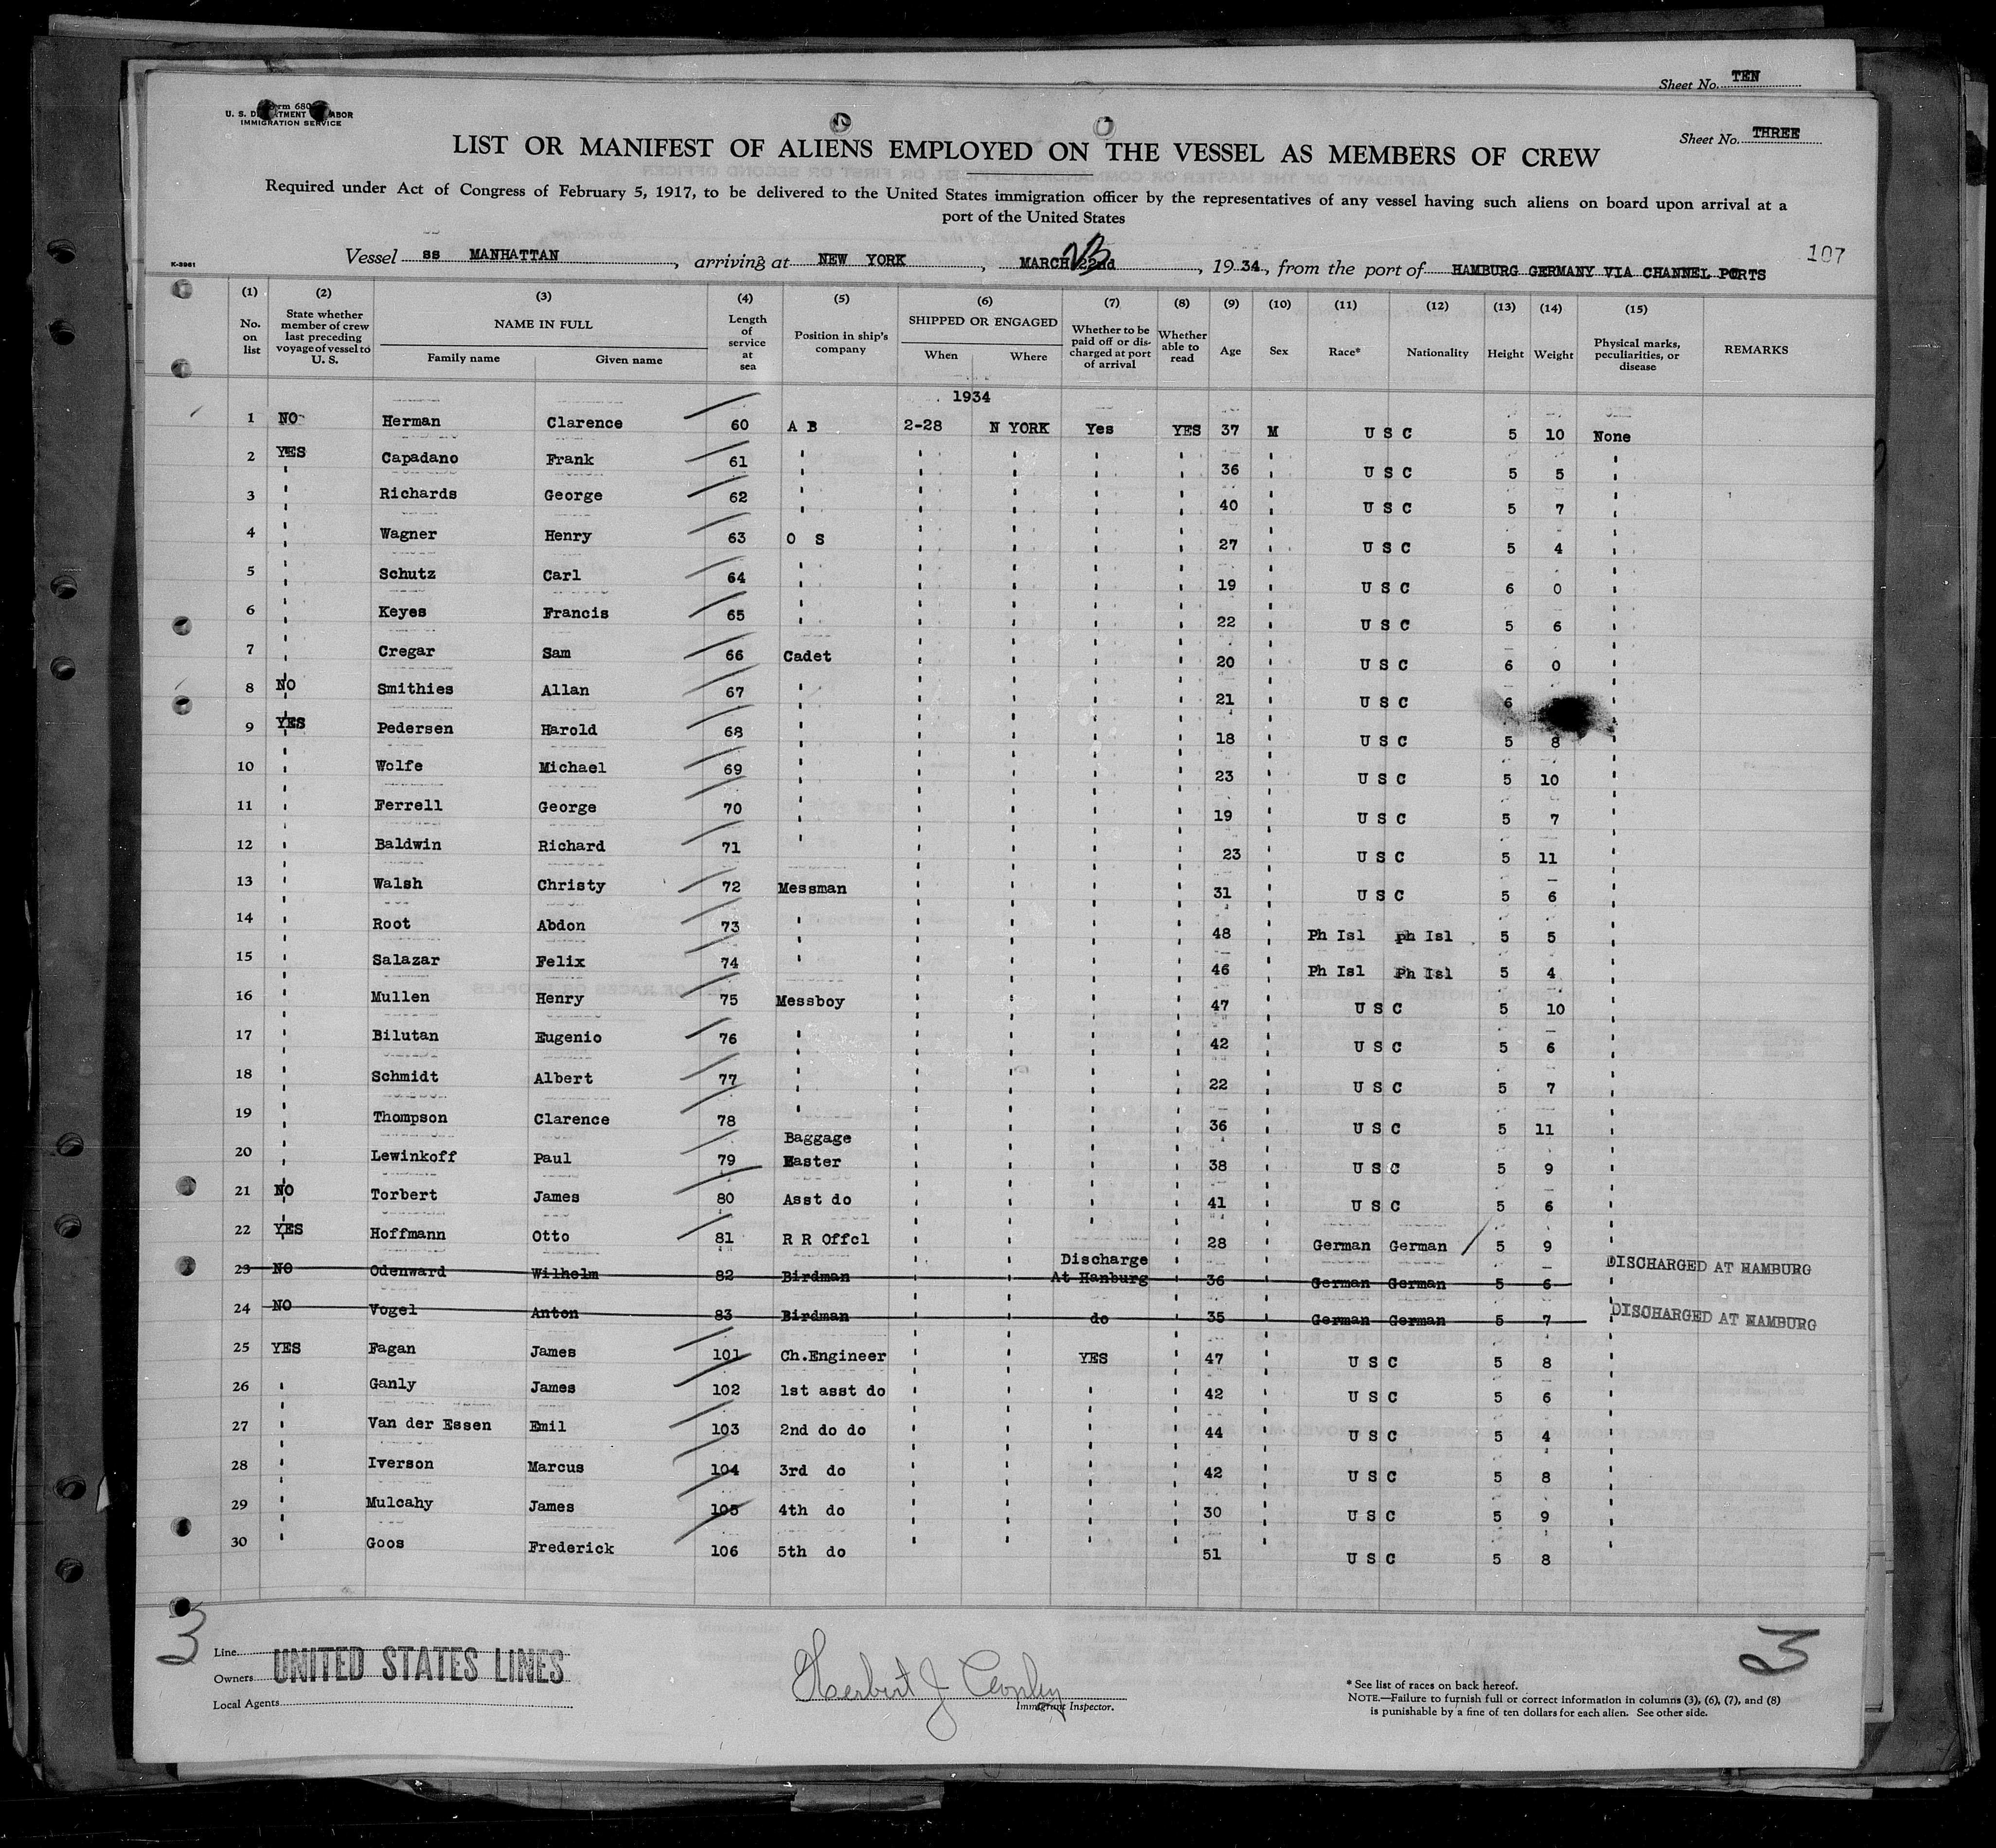 Sheet No. TEN
U. S. D TMENT ABOR
IMMIGRATION SERVICE
Sheet No. THREE
LIST OR MANIFEST OF ALIENS EMPLOYED ON THE VESSEL AS MEMBERS OF CREW
Required under Act of Congress of February 5, 1917, to be delivered to the United States immigration officer by the representatives of any vessel having such aliens on board upon arrival at a
port of the United States
107
K-3961 Vessel ss MANHATTAN, arriving at NEW YORK, MARCH 22nd, 1934, from the port of HAMBURG GERMANY VIA CHANNEL PORTS
(1) (2) (3) (4) (5) (6) (7) (8) (9) (10) (11) (12) (13) (14) (15)
No. on list State whether member of crew last preceding voyage of vessel to U. S. NAME IN FULL Family name Given name Length of service at sea Position in ship's company SHIPPED OR ENGAGED When Where Whether to be paid off or discharged at port of arrival Whether able to read Age Sex Race* Nationality Height Weight Physical marks, peculiarities, or disease REMARKS
1934
1 NO Herman Clarence 60 A B 2-28 N YORK Yes YES 37 M U S C 5 10 None
2 YES Capadano Frank 61 " " " " " 36 " U S C 5 5 "
3 " Richards George 62 " " " " " 40 " U S C 5 7 "
4 " Wagner Henry 63 O S " " " " 27 " U S C 5 4 "
5 " Schutz Carl 64 " " " " " 19 " U S C 6 0 "
6 " Keyes Francis 65 " " " " " 22 " U S C 5 6 "
7 " Cregar Sam 66 Cadet " " " " 20 " U S C 6 0 "
8 NO Smithies Allan 67 " " " " " 21 " U S C 6 "
9 YES Pedersen Harold 68 " " " " " 18 " U S C 5 8 "
10 " Wolfe Michael 69 " " " " " 23 " U S C 5 10 "
11 " Ferrell George 70 " " " " " 19 " U S C 5 7 "
12 " Baldwin Richard 71 " " " " " 23 " U S C 5 11 "
13 " Walsh Christy 72 Messman " " " " 31 " U S C 5 6 "
14 " Root Abdon 73 " " " " " 48 " Ph Isl Ph Isl 5 5 "
15 " Salazar Felix 74 " " " " " 46 " Ph Isl Ph Isl 5 4 "
16 " Mullen Henry 75 Messboy " " " " 47 " U S C 5 10 "
17 " Bilutan Eugenio 76 " " " " " 42 " U S C 5 6 "
18 " Schmidt Albert 77 " " " " " 22 " U S C 5 7 "
19 " Thompson Clarence 78 " " " " " 36 " U S C 5 11 "
20 " Lewinkoff Paul 79 Baggage Master " " " " 38 " U S C 5 9 "
21 NO Torbert James 80 Asst do " " " " 41 " U S C 5 6 "
22 YES Hoffmann Otto 81 R R Offcl " " " " 28 " German German 5 9 "
23 NO Odenward Wilhelm 82 Birdman " " Discharge At Hanburg " 36 " German German 5 6 DISCHARGED AT HAMBURG
24 NO Vogel Anton 83 Birdman " " do " 35 " German German 5 7 DISCHARGED AT HAMBURG
25 YES Fagan James 101 Ch.Engineer " " YES " 47 " U S C 5 8 "
26 " Ganly James 102 1st asst do " " " " 42 " U S C 5 6 "
27 " Van der Essen Emil 103 2nd do do " " " " 44 " U S C 5 4 "
28 " Iverson Marcus 104 3rd do " " " " 42 " U S C 5 8 "
29 " Mulcahy James 105 4th do " " " " 30 " U S C 5 9 "
30 " Goos Frederick 106 5th do " " " " 51 " U S C 5 8 "
3 3
Line
Owners UNITED STATES LINES
Local Agents
Herbert J
Immigrant Inspector.
* See list of races on back hereof.
NOTE.—Failure to furnish full or correct information in columns (3), (6), (7), and (8)
is punishable by a fine of ten dollars for each alien. See other side.